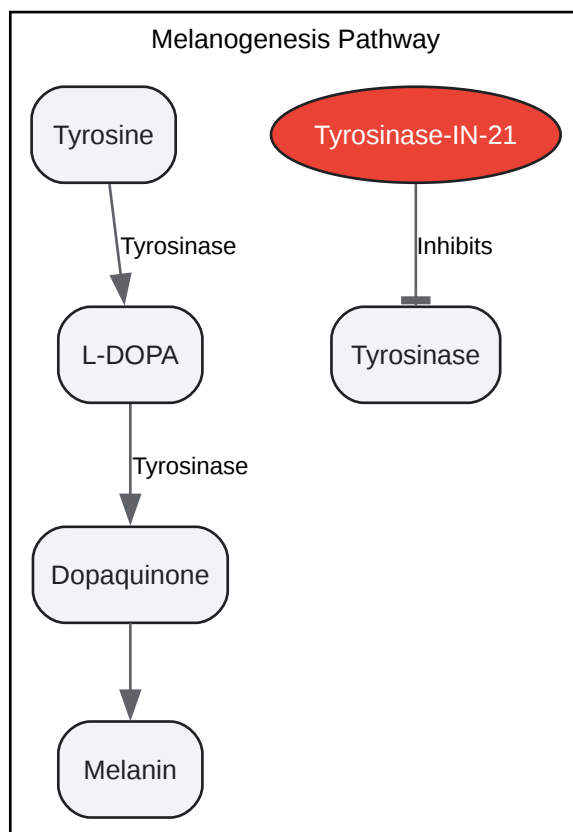 Melanogenesis Pathway
Tyrosine
Tyrosinase-IN-21
Tyrosinase
Inhibits
L-DOPA
Tyrosinase
Tyrosinase
Dopaquinone
Melanin